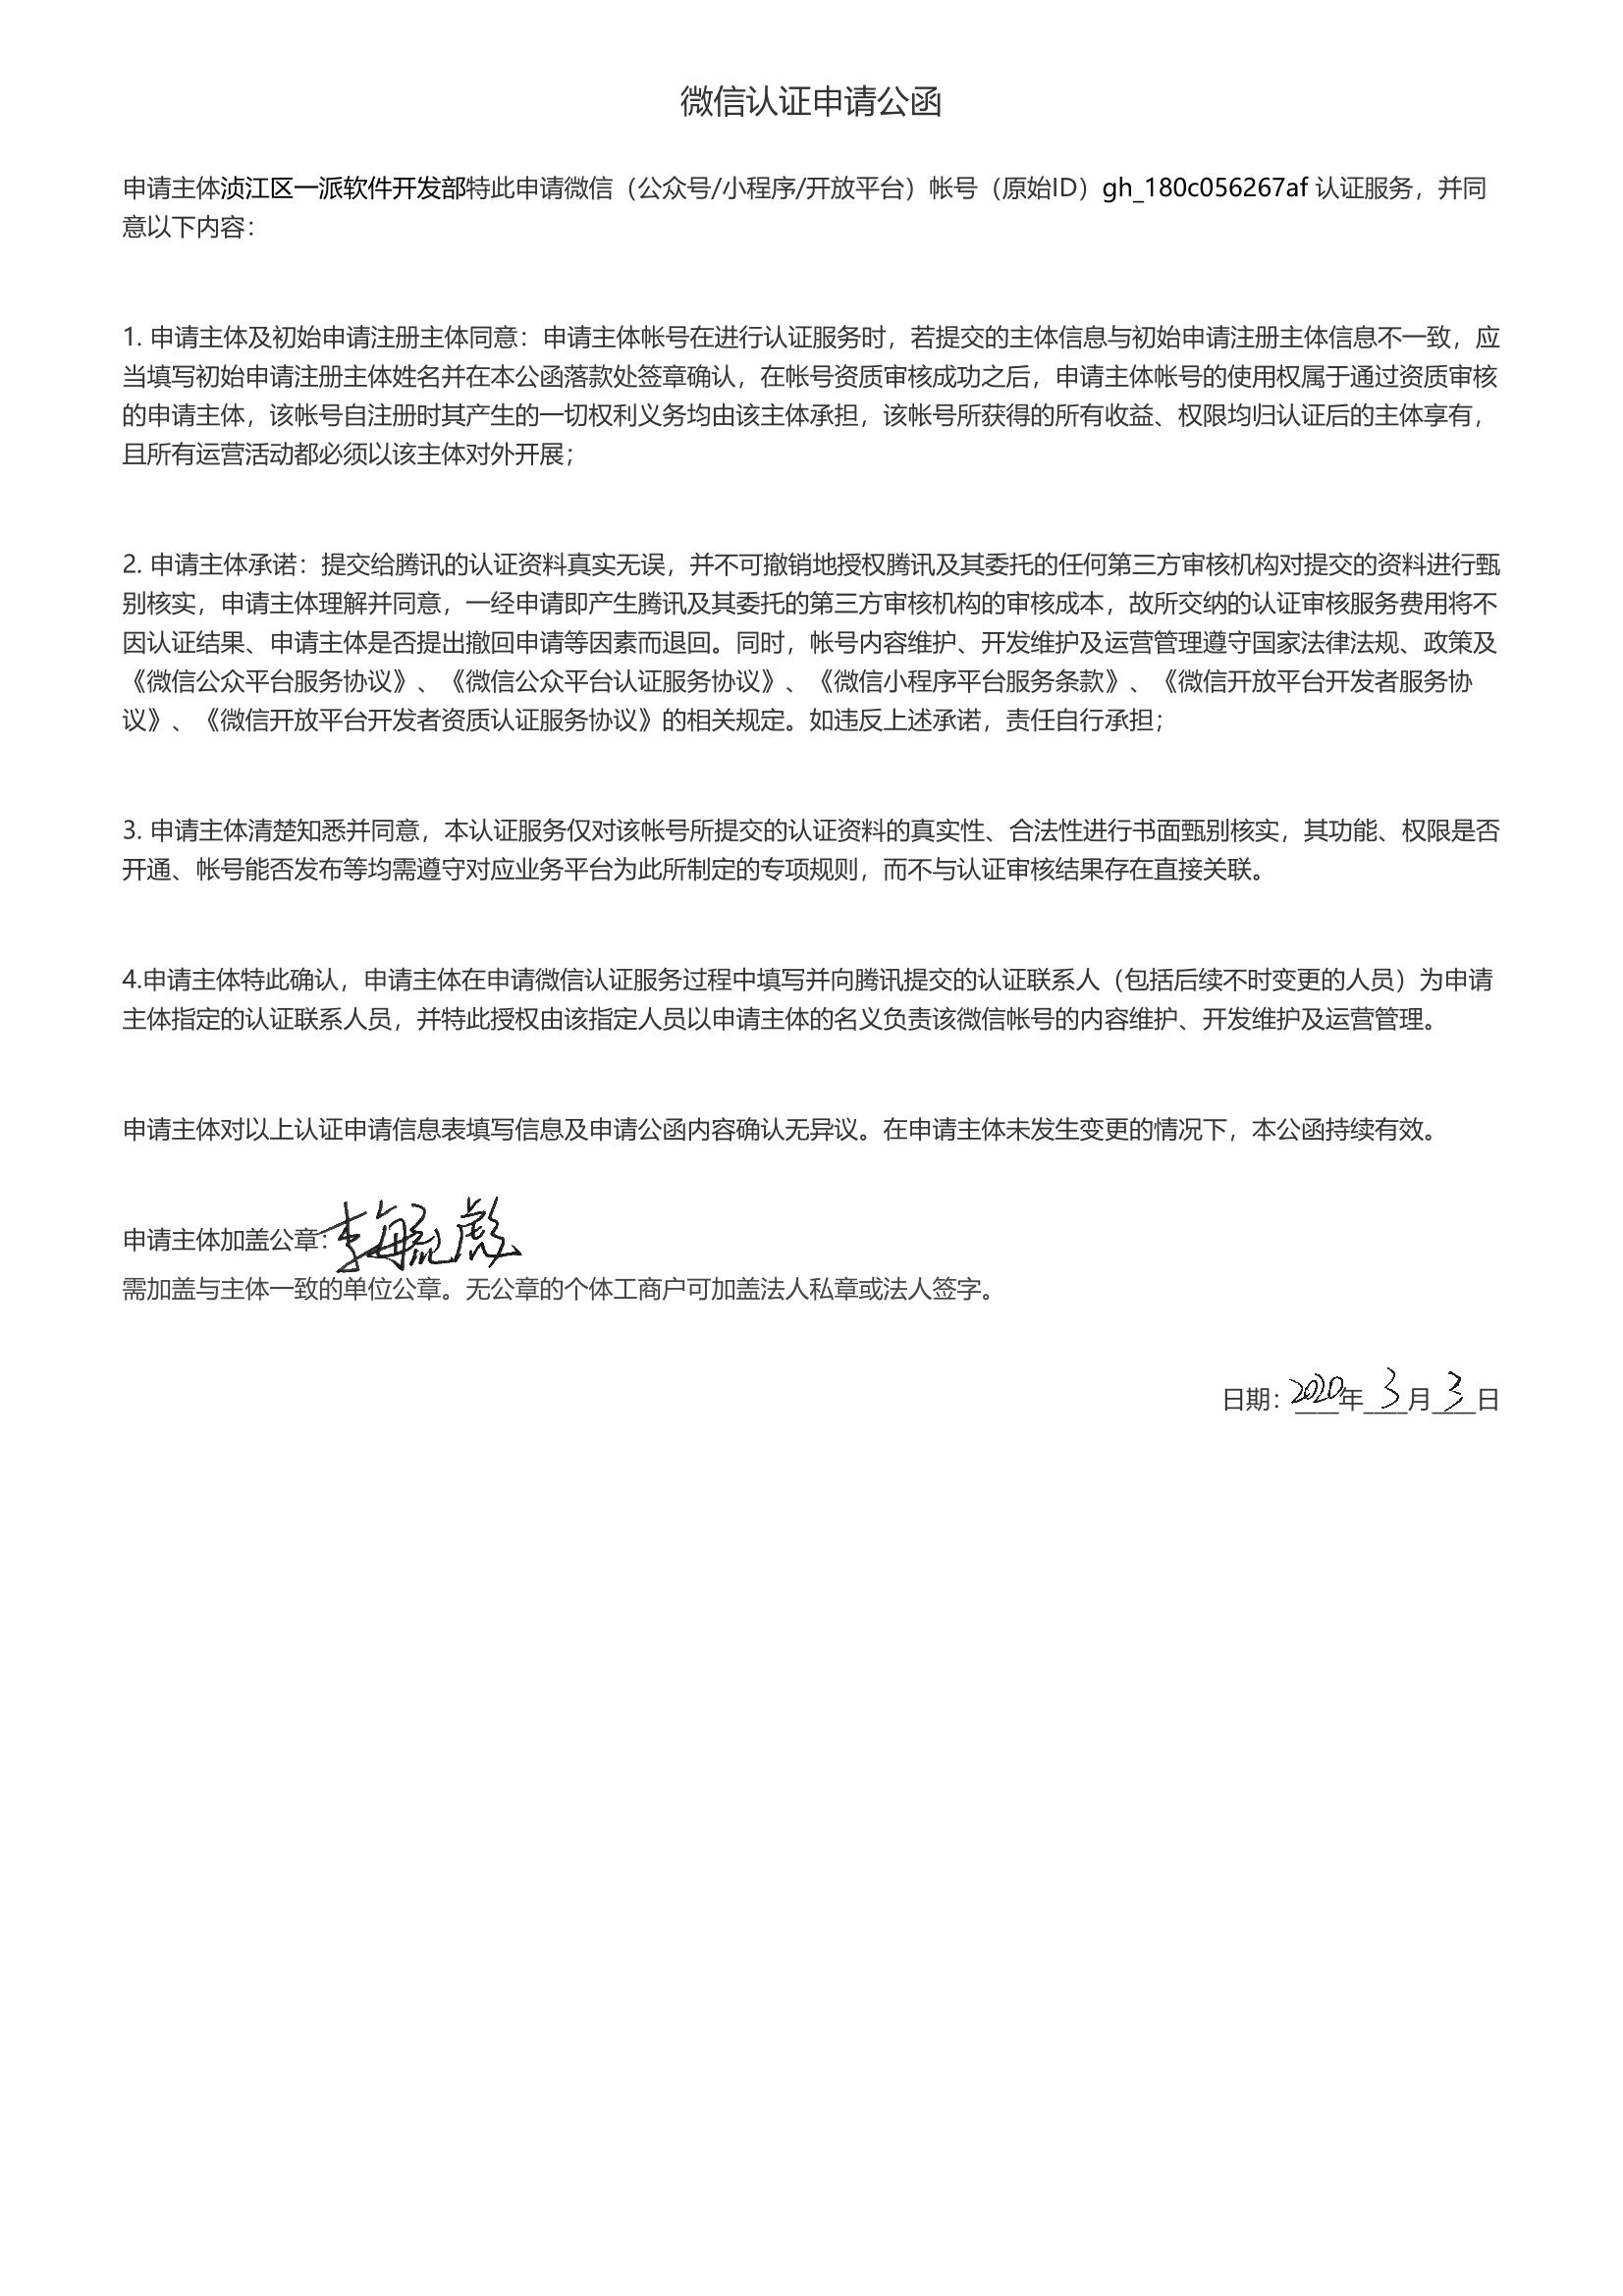 微信认证申请公函
申请主体浈江区一派软件开发部特此申请微信（公众号/小程序/开放平台）帐号（原始ID）gh_180c056267af 认证服务，并同
意以下内容：
1. 申请主体及初始申请注册主体同意：申请主体帐号在进行认证服务时，若提交的主体信息与初始申请注册主体信息不一致，应
当填写初始申请注册主体姓名并在本公函落款处签章确认，在帐号资质审核成功之后，申请主体帐号的使用权属于通过资质审核
的申请主体，该帐号自注册时其产生的一切权利义务均由该主体承担，该帐号所获得的所有收益、权限均归认证后的主体享有，
且所有运营活动都必须以该主体对外开展；
2. 申请主体承诺：提交给腾讯的认证资料真实无误，并不可撤销地授权腾讯及其委托的任何第三方审核机构对提交的资料进行甄
别核实，申请主体理解并同意，一经申请即产生腾讯及其委托的第三方审核机构的审核成本，故所交纳的认证审核服务费用将不
因认证结果、申请主体是否提出撤回申请等因素而退回。同时，帐号内容维护、开发维护及运营管理遵守国家法律法规、政策及
《微信公众平台服务协议》、《微信公众平台认证服务协议》、《微信小程序平台服务条款》、《微信开放平台开发者服务协
议》、《微信开放平台开发者资质认证服务协议》的相关规定。如违反上述承诺，责任自行承担；
3. 申请主体清楚知悉并同意，本认证服务仅对该帐号所提交的认证资料的真实性、合法性进行书面甄别核实，其功能、权限是否
开通、帐号能否发布等均需遵守对应业务平台为此所制定的专项规则，而不与认证审核结果存在直接关联。
4.申请主体特此确认，申请主体在申请微信认证服务过程中填写并向腾讯提交的认证联系人（包括后续不时变更的人员）为申请
主体指定的认证联系人员，并特此授权由该指定人员以申请主体的名义负责该微信帐号的内容维护、开发维护及运营管理。
申请主体对以上认证申请信息表填写信息及申请公函内容确认无异议。在申请主体未发生变更的情况下，本公函持续有效。
申请主体加盖公章：李毓彪
需加盖与主体一致的单位公章。无公章的个体工商户可加盖法人私章或法人签字。
日期：2020年3月3日